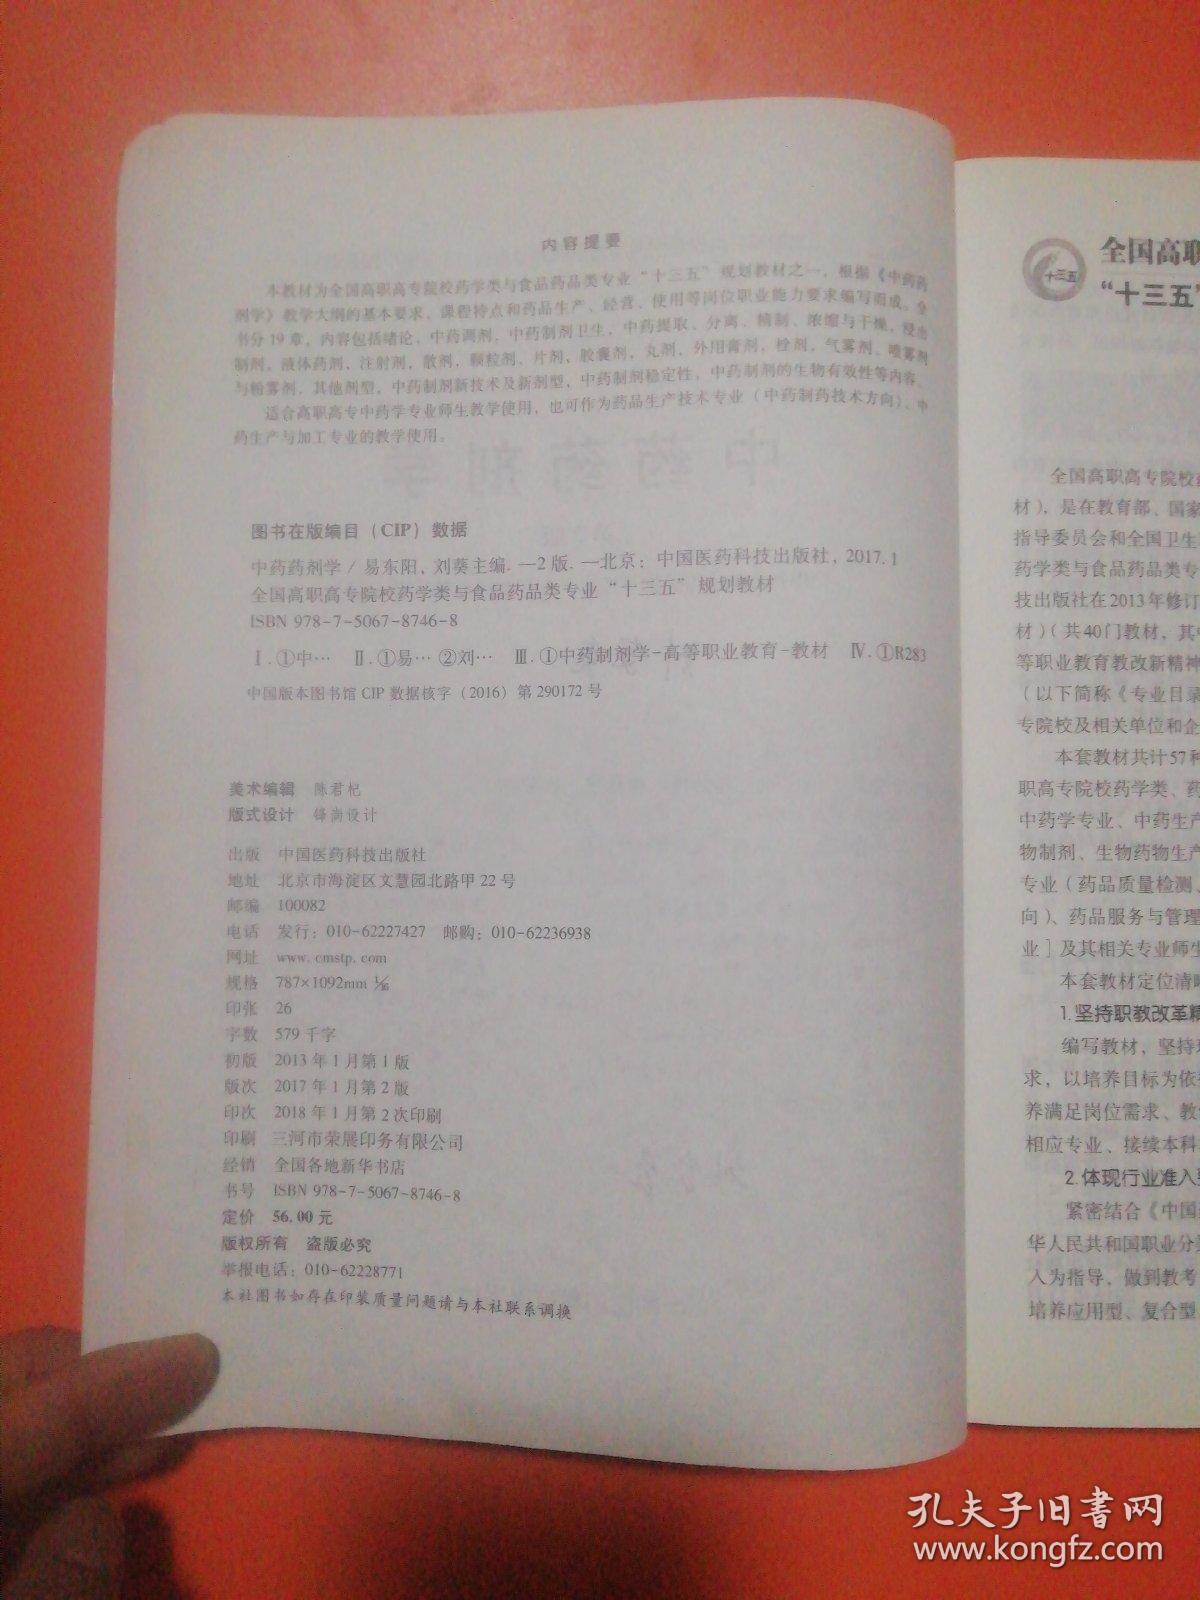 内容提要
本教材为全国高职高专院校药学类与食品药品类专业“十三五”规划教材之一，根据《中药药
剂学》教学大纲的基本要求、课程特点和药品生产、经营、使用等岗位职业能力要求编写而成。全
书分19章，内容包括绪论，中药调剂，中药制剂卫生，中药提取、分离、精制、浓缩与干燥，浸出
制剂，液体药剂，注射剂，散剂，颗粒剂，片剂，胶囊剂，丸剂，外用膏剂，栓剂，气雾剂、喷雾剂
与粉雾剂，其他剂型，中药制剂新技术及新剂型，中药制剂稳定性，中药制剂的生物有效性等内容。
适合高职高专中药学专业师生教学使用，也可作为药品生产技术专业（中药制药技术方向）、中
药生产与加工专业的教学使用。
图书在版编目（CIP）数据
中药药剂学 / 易东阳，刘葵主编．—2版．—北京：中国医药科技出版社，2017.1
全国高职高专院校药学类与食品药品类专业“十三五”规划教材
ISBN 978-7-5067-8746-8
Ⅰ．①中… Ⅱ．①易… ②刘… Ⅲ．①中药制剂学－高等职业教育－教材 Ⅳ．①R283
中国版本图书馆 CIP 数据核字（2016）第 290172 号
美术编辑 陈君杞
版式设计 锋尚设计
出版 中国医药科技出版社
地址 北京市海淀区文慧园北路甲 22 号
邮编 100082
电话 发行：010-62227427 邮购：010-62236938
网址 www.cmstp.com
规格 787×1092mm 1/16
印张 26
字数 579 千字
初版 2013 年 1 月第 1 版
版次 2017 年 1 月第 2 版
印次 2018 年 1 月第 2 次印刷
印刷 三河市荣展印务有限公司
经销 全国各地新华书店
书号 ISBN 978-7-5067-8746-8
定价 56.00 元
版权所有 盗版必究
举报电话：010-62228771
本社图书如存在印装质量问题请与本社联系调换
十三五
全国高职
“十三五”
全国高职高专院校药
材），是在教育部、国家
指导委员会和全国卫生
药学类与食品药品类专
技出版社在2013年修订
材）（共40门教材，其中
等职业教育教改新精神
（以下简称《专业目录
专院校及相关单位和企
本套教材共计57种
职高专院校药学类、药
中药学专业、中药生产
物制剂、生物药物生产
专业（药品质量检测、
向）、药品服务与管理
业］及其相关专业师生
本套教材定位清晰
1.坚持职教改革精
编写教材，坚持现
求，以培养目标为依
养满足岗位需求、教学
相应专业、接续本科
2.体现行业准入要
紧密结合《中国
华人民共和国职业分类
入为指导，做到教考
培养应用型、复合型
孔夫子旧书网
www.kongfz.com